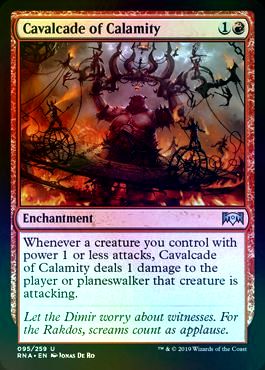 Cavalcade of Calamity 1
Enchantment
Whenever a creature you control with
power 1 or less attacks, Cavalcade
of Calamity deals 1 damage to the
player or planeswalker that creature is
attacking.
Let the Dimir worry about witnesses. For
the Rakdos, screams count as applause.
095/259 U
RNA • EN Jonas De Ro
™ & © 2019 Wizards of the Coast